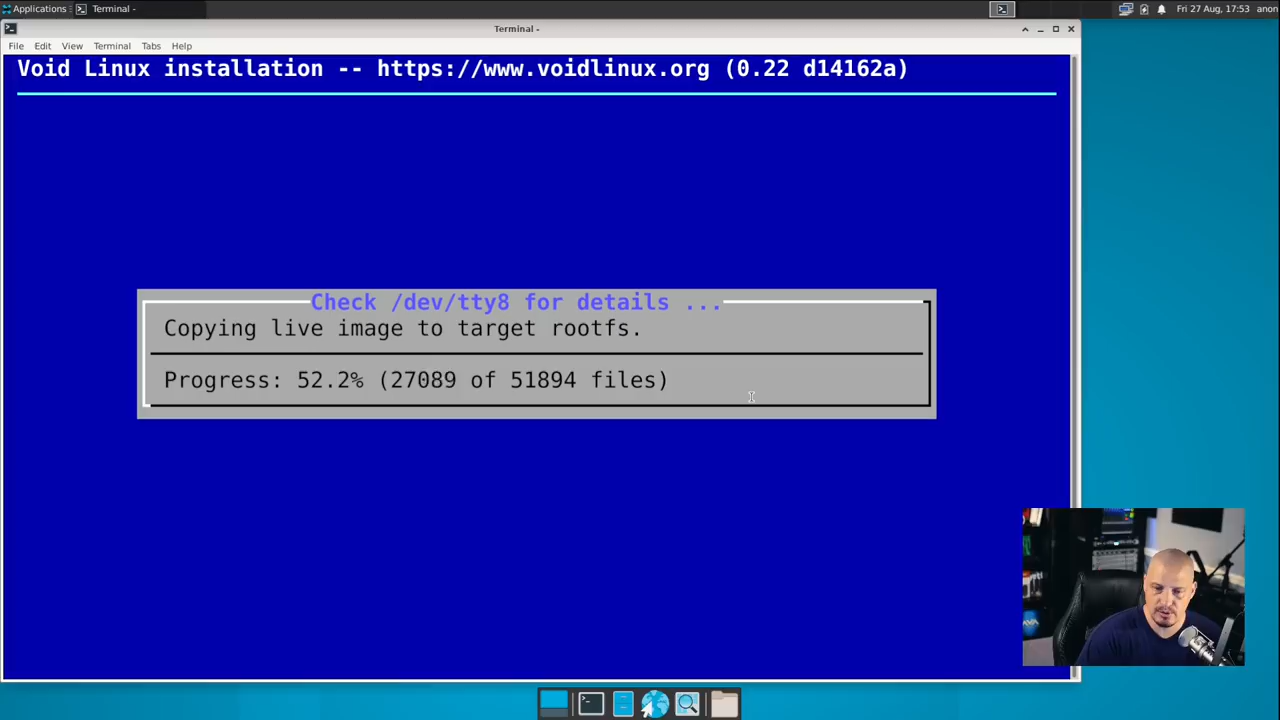 Applications
Terminal -
Fri 27 Aug, 17:53
anon
Terminal -
File Edit View Terminal Tabs Help
Void Linux installation -- https://www.voidlinux.org (0.22 d14162a)
Check /dev/tty8 for details ...
Copying live image to target rootfs.
Progress: 52.2% (27089 of 51894 files)